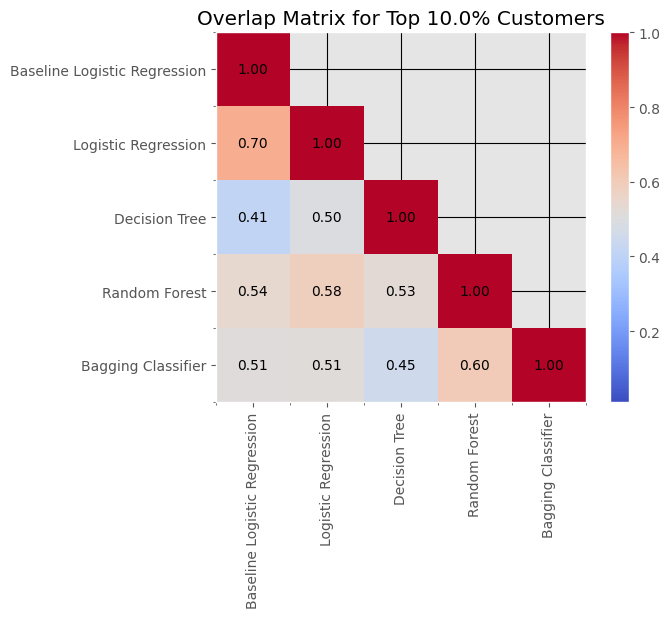 Overlap Matrix for Top 10.0% Customers
Baseline Logistic Regression
1.00
Logistic Regression
0.70 1.00
Decision Tree
0.41 0.50 1.00
Random Forest
0.54 0.58 0.53 1.00
Bagging Classifier
0.51 0.51 0.45 0.60 1.00
Baseline Logistic Regression
Logistic Regression
Decision Tree
Random Forest
Bagging Classifier
1.0
0.8
0.6
0.4
0.2